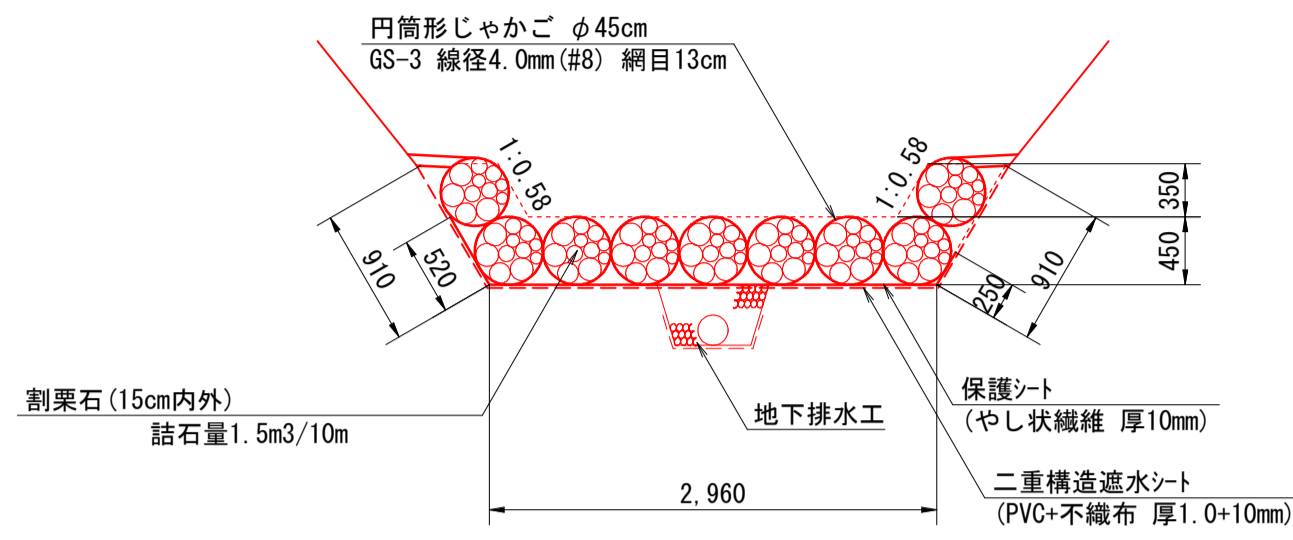 円筒形じゃかご φ45cm
GS-3 線径4.0mm(#8) 網目13cm
1:0.58
1:0.58
350
450
910
520
910
250
割栗石(15cm内外)
詰石量1.5m3/10m
地下排水工
保護シート
(やし状繊維 厚10mm)
2,960
二重構造遮水シート
(PVC+不織布 厚1.0+10mm)